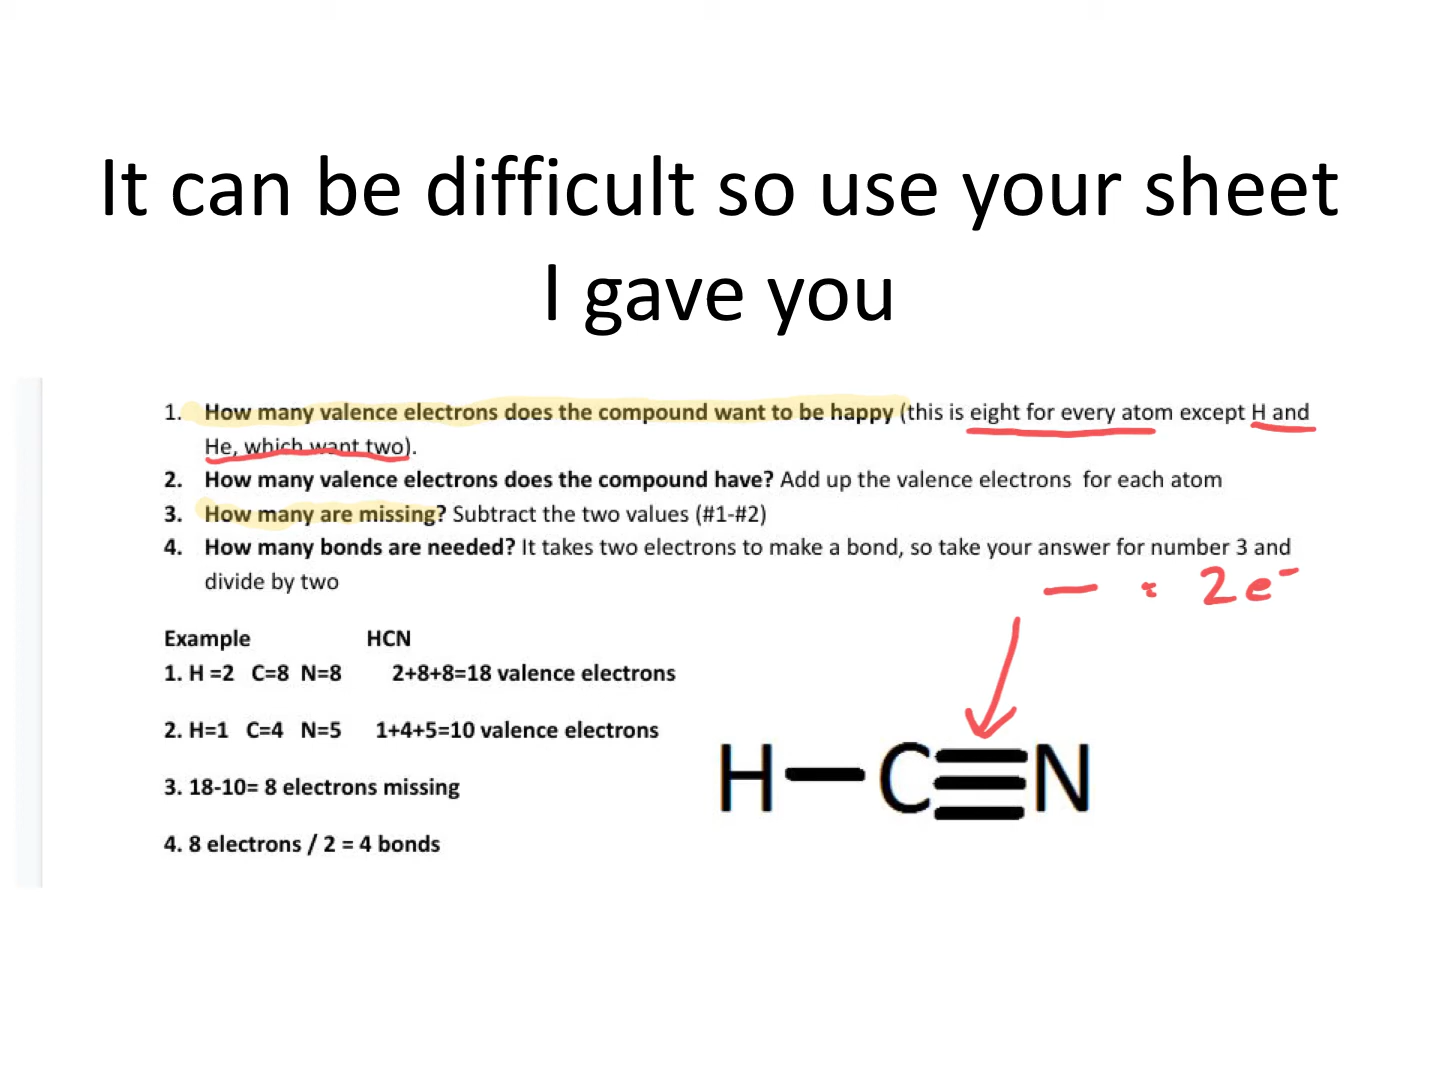 It can be difficult so use your sheet
I gave you
1. How many valence electrons does the compound want to be happy (this is eight for every atom except H and
He, which want two).
2. How many valence electrons does the compound have? Add up the valence electrons for each atom
3. How many are missing? Subtract the two values (#1-#2)
4. How many bonds are needed? It takes two electrons to make a bond, so take your answer for number 3 and
divide by two
— = 2e⁻
Example HCN
1. H =2 C=8 N=8 2+8+8=18 valence electrons
2. H=1 C=4 N=5 1+4+5=10 valence electrons
3. 18-10= 8 electrons missing
4. 8 electrons / 2 = 4 bonds
H—C≡N